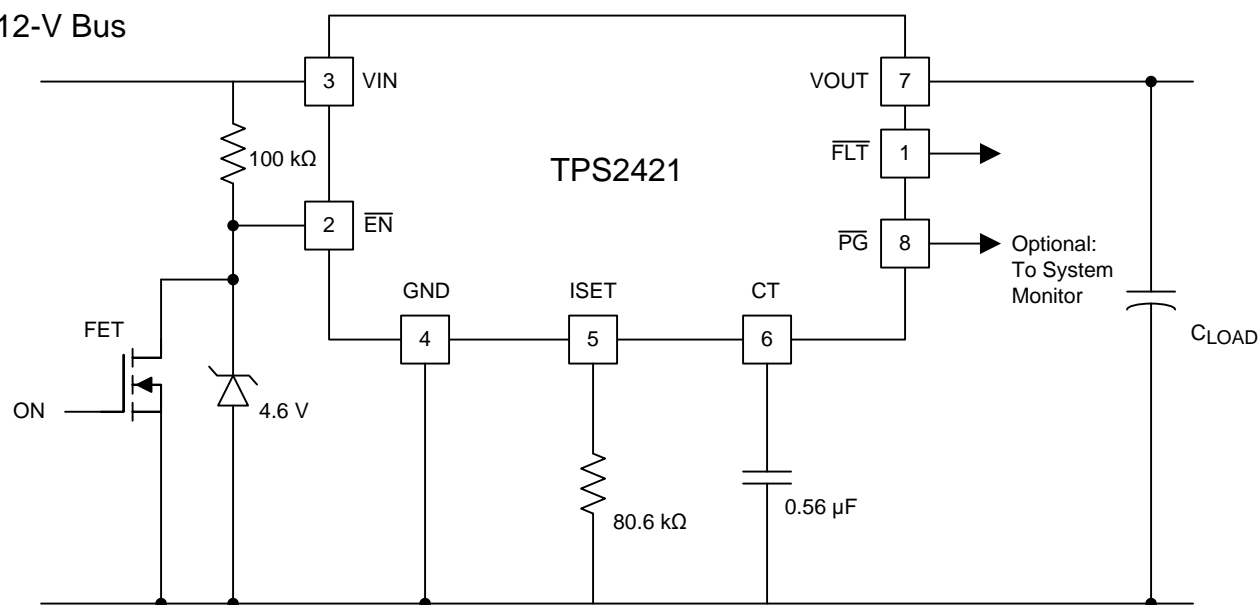 12-V Bus
3
VIN
VOUT
7
100 kΩ
TPS2421
FLT
1
2
EN
PG
8
Optional:
To System
Monitor
GND
ISET
CT
4
5
6
FET
CLOAD
ON
4.6 V
80.6 kΩ
0.56 µF